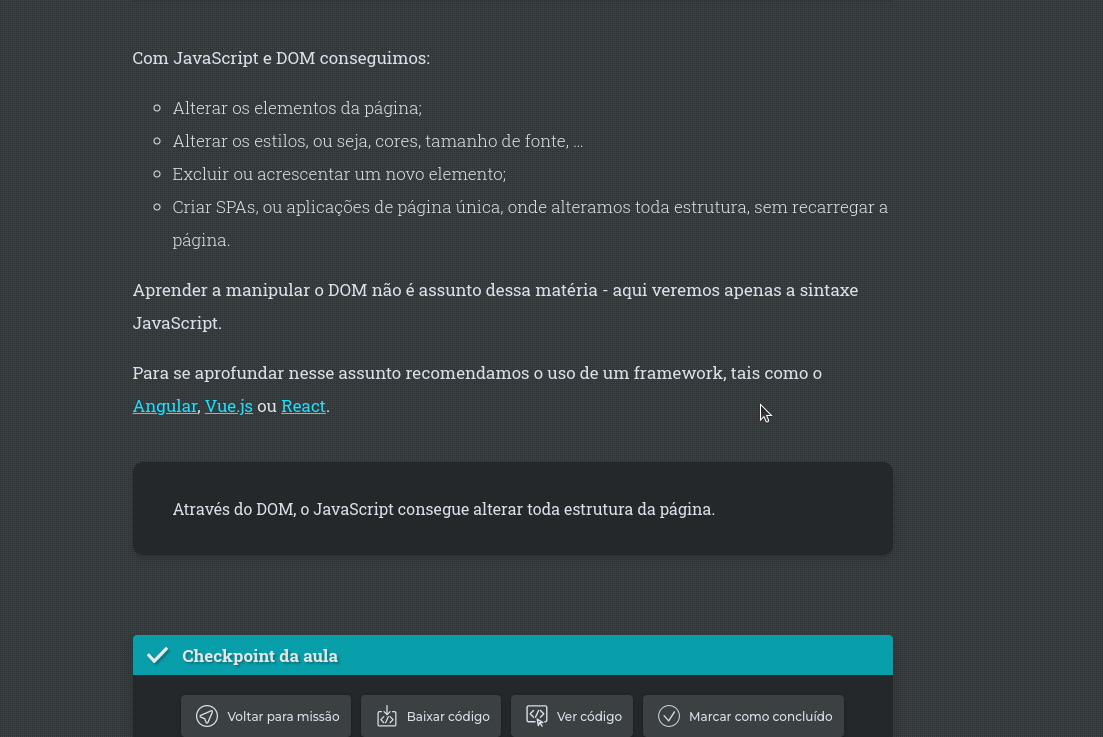 Com JavaScript e DOM conseguimos:
Alterar os elementos da página;
Alterar os estilos, ou seja, cores, tamanho de fonte, ...
Excluir ou acrescentar um novo elemento;
Criar SPAs, ou aplicações de página única, onde alteramos toda estrutura, sem recarregar a
página.
Aprender a manipular o DOM não é assunto dessa matéria - aqui veremos apenas a sintaxe
JavaScript.
Para se aprofundar nesse assunto recomendamos o uso de um framework, tais como o
Angular, Vue.js ou React.
Através do DOM, o JavaScript consegue alterar toda estrutura da página.
Checkpoint da aula
Voltar para missão Baixar código Ver código Marcar como concluído